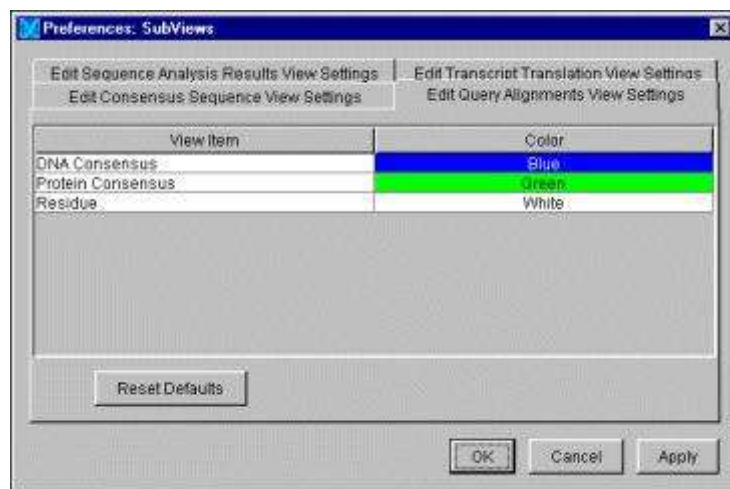 Preferences: SubViews
Edit Sequence Analysis Results View Settings Edit Transcript Translation View Settings
Edit Consensus Sequence View Settings Edit Query Alignments View Settings
View Item Color
DNA Consensus Blue
Protein Consensus Green
Residue White
Reset Defaults
OK Cancel Apply